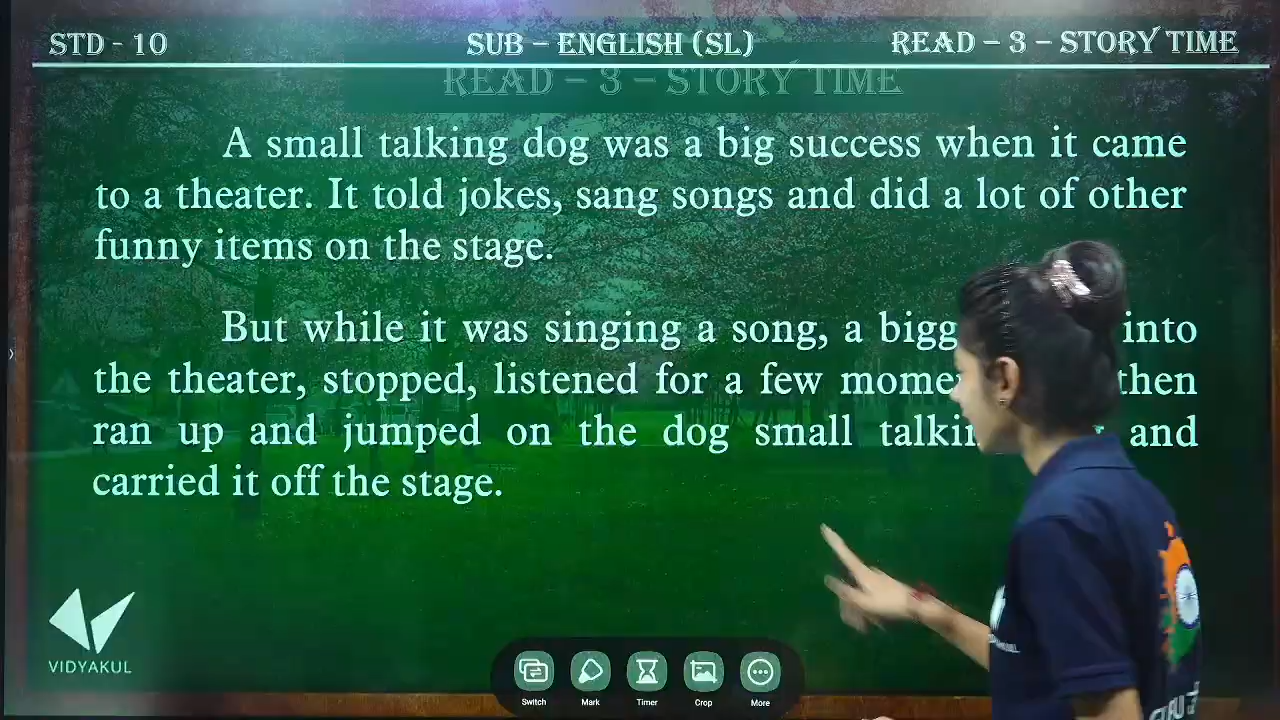 STD - 10 SUB – ENGLISH (SL) READ – 3 – STORY TIME
READ – 3 – STORY TIME
A small talking dog was a big success when it came
to a theater. It told jokes, sang songs and did a lot of other
funny items on the stage.
But while it was singing a song, a into
the theater, stopped, listened for a few then
ran up and jumped on the dog small and
carried it off the stage.
VIDYAKUL
Switch Mark Timer Crop More